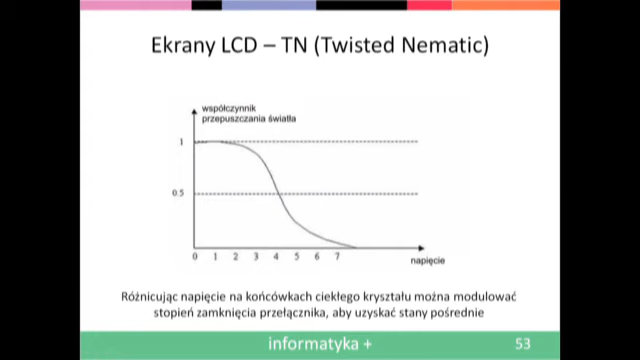 Ekrany LCD – TN (Twisted Nematic)
współczynnik
przepuszczania światła
1
0.5
0 1 2 3 4 5 6 7
napięcie
Różnicując napięcie na końcówkach ciekłego kryształu można modulować
stopień zamknięcia przełącznika, aby uzyskać stany pośrednie
informatyka +
53